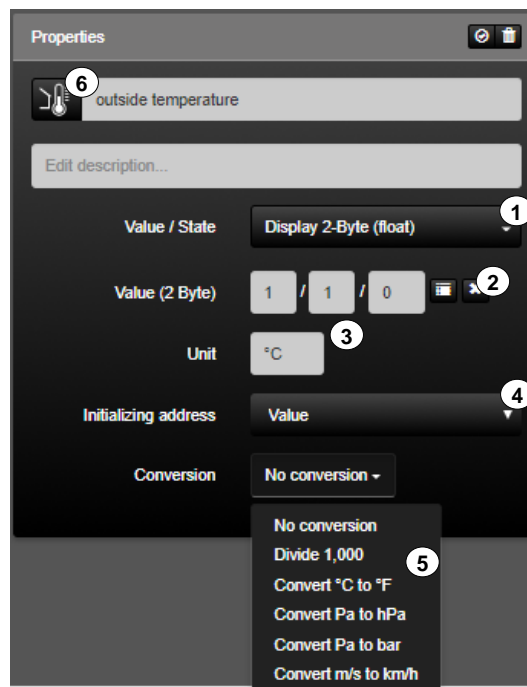 Properties
6
outside temperature
Edit description...
1
Value / State Display 2-Byte (float)
Value (2 Byte) 1 / 1 / 0 2
3
Unit °C
4
Initializing address Value
Conversion No conversion
No conversion
Divide 1,000
5
Convert °C to °F
Convert Pa to hPa
Convert Pa to bar
Convert m/s to km/h